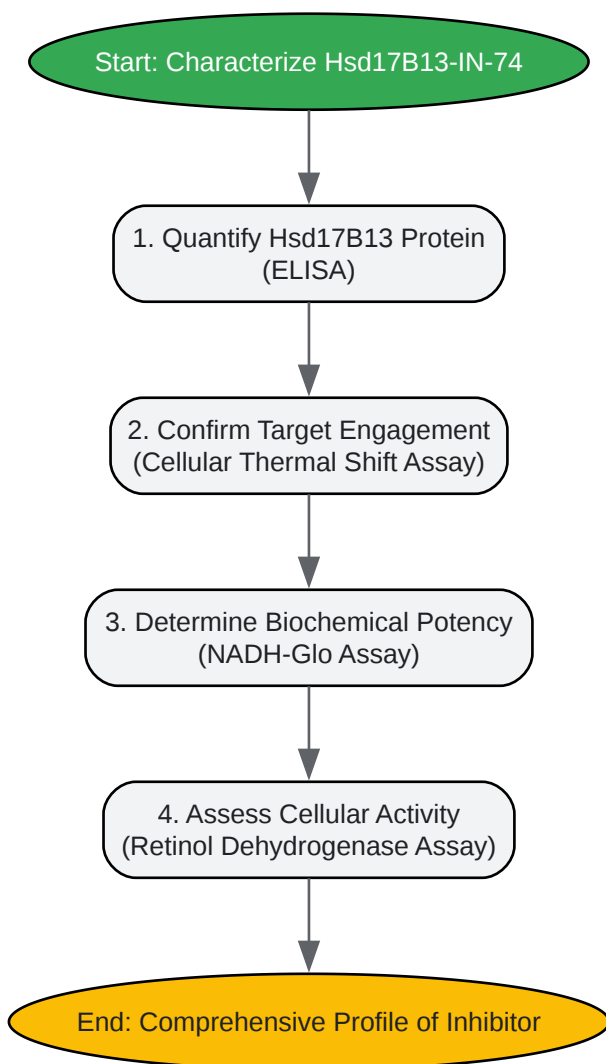 Start: Characterize Hsd17B13-IN-74
1. Quantify Hsd17B13 Protein
(ELISA)
2. Confirm Target Engagement
(Cellular Thermal Shift Assay)
3. Determine Biochemical Potency
(NADH-Glo Assay)
4. Assess Cellular Activity
(Retinol Dehydrogenase Assay)
End: Comprehensive Profile of Inhibitor